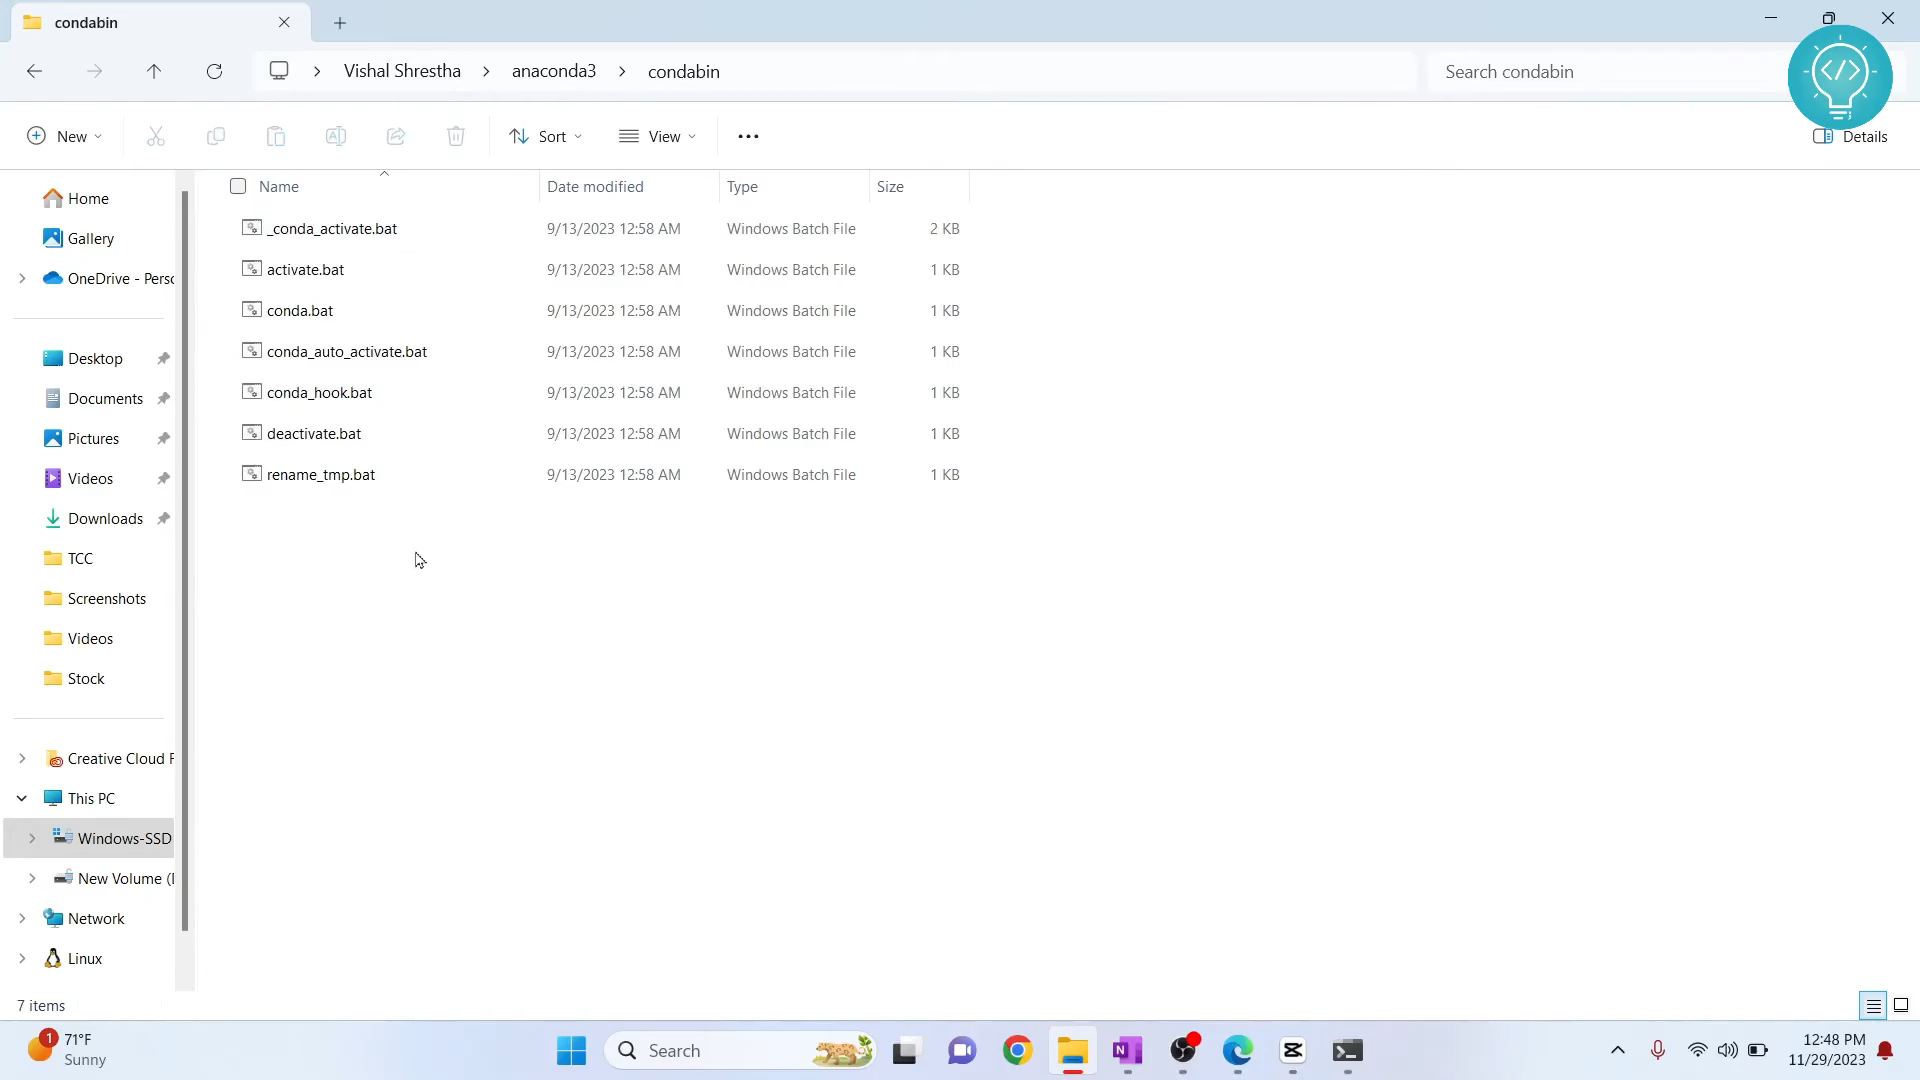 condabin
Vishal Shrestha anaconda3 condabin
Search condabin
New
Sort
View
Details
Name Date modified Type Size
_conda_activate.bat 9/13/2023 12:58 AM Windows Batch File 2 KB
activate.bat 9/13/2023 12:58 AM Windows Batch File 1 KB
conda.bat 9/13/2023 12:58 AM Windows Batch File 1 KB
conda_auto_activate.bat 9/13/2023 12:58 AM Windows Batch File 1 KB
conda_hook.bat 9/13/2023 12:58 AM Windows Batch File 1 KB
deactivate.bat 9/13/2023 12:58 AM Windows Batch File 1 KB
rename_tmp.bat 9/13/2023 12:58 AM Windows Batch File 1 KB
Home
Gallery
OneDrive - Persc
Desktop
Documents
Pictures
Videos
Downloads
TCC
Screenshots
Videos
Stock
Creative Cloud F
This PC
Windows-SSD
New Volume (
Network
Linux
7 items
1
71°F
Sunny
Search
12:48 PM
11/29/2023